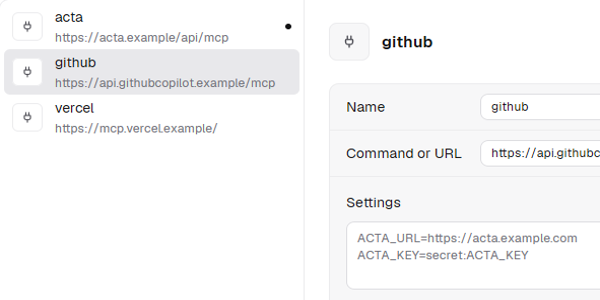 acta
https://acta.example/api/mcp
github
https://api.githubcopilot.example/mcp
vercel
https://mcp.vercel.example/
github
Name
github
Command or URL
https://api.githubc
Settings
ACTA_URL=https://acta.example.com
ACTA_KEY=secret:ACTA_KEY